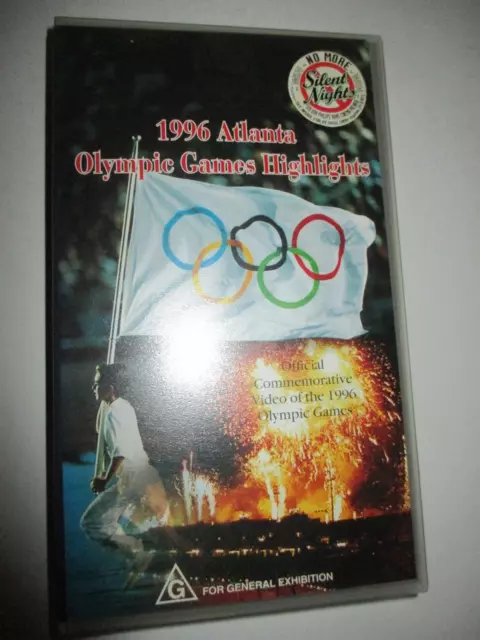 NO MORE
Silent
Night
1996 Atlanta
Olympic Games Highlights
Official
Commemorative
Video of the 1996
Olympic Games
G
FOR GENERAL EXHIBITION